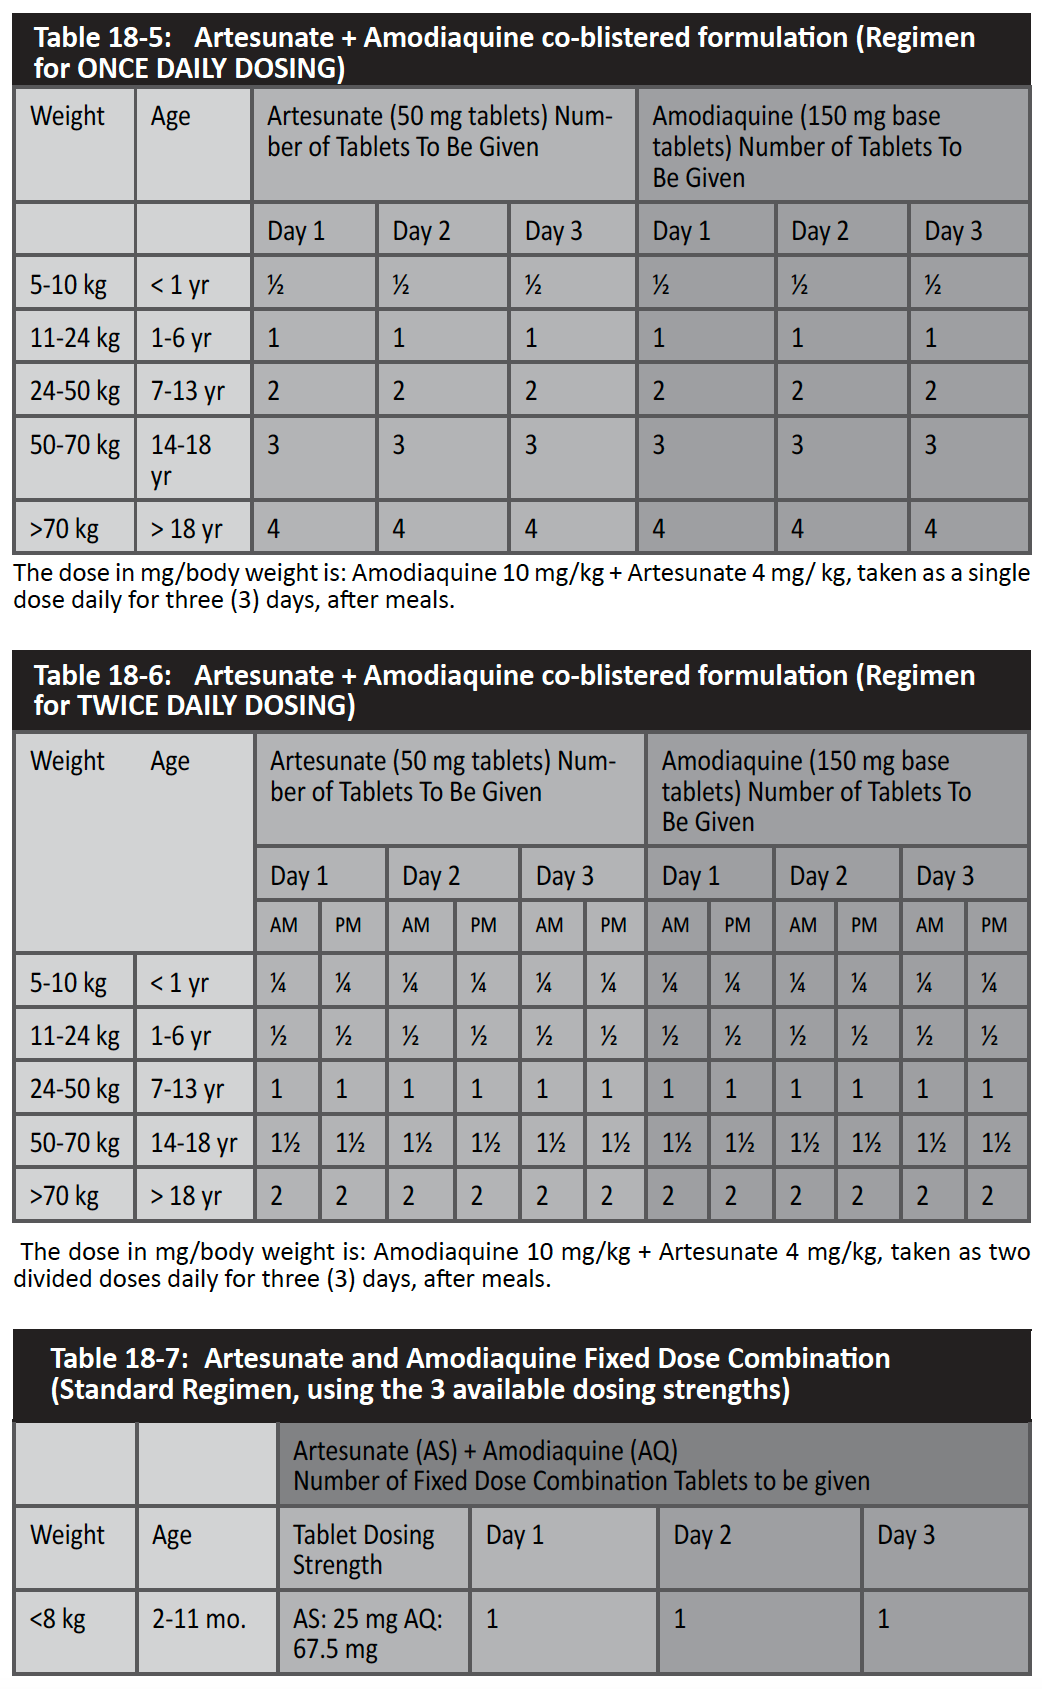 Table 18-5: Artesunate + Amodiaquine co-blistered formulation (Regimen
for ONCE DAILY DOSING)
Weight Age Artesunate (50 mg tablets) Num-
ber of Tablets To Be Given
Amodiaquine (150 mg base
tablets) Number of Tablets To
Be Given
Day 1 Day 2 Day 3 Day 1 Day 2 Day 3
5-10 kg < 1 yr ½ ½ ½ ½ ½ ½
11-24 kg 1-6 yr 1 1 1 1 1 1
24-50 kg 7-13 yr 2 2 2 2 2 2
50-70 kg 14-18
yr
3 3 3 3 3 3
>70 kg > 18 yr 4 4 4 4 4 4
The dose in mg/body weight is: Amodiaquine 10 mg/kg + Artesunate 4 mg/ kg, taken as a single
dose daily for three (3) days, after meals.
Table 18-6: Artesunate + Amodiaquine co-blistered formulation (Regimen
for TWICE DAILY DOSING)
Weight Age Artesunate (50 mg tablets) Num-
ber of Tablets To Be Given
Amodiaquine (150 mg base
tablets) Number of Tablets To
Be Given
Day 1 Day 2 Day 3 Day 1 Day 2 Day 3
AM PM AM PM AM PM AM PM AM PM AM PM
5-10 kg < 1 yr ¼ ¼ ¼ ¼ ¼ ¼ ¼ ¼ ¼ ¼ ¼ ¼
11-24 kg 1-6 yr ½ ½ ½ ½ ½ ½ ½ ½ ½ ½ ½ ½
24-50 kg 7-13 yr 1 1 1 1 1 1 1 1 1 1 1 1
50-70 kg 14-18 yr 1½ 1½ 1½ 1½ 1½ 1½ 1½ 1½ 1½ 1½ 1½ 1½
>70 kg > 18 yr 2 2 2 2 2 2 2 2 2 2 2 2
The dose in mg/body weight is: Amodiaquine 10 mg/kg + Artesunate 4 mg/kg, taken as two
divided doses daily for three (3) days, after meals.
Table 18-7: Artesunate and Amodiaquine Fixed Dose Combination
(Standard Regimen, using the 3 available dosing strengths)
Artesunate (AS) + Amodiaquine (AQ)
Number of Fixed Dose Combination Tablets to be given
Weight Age Tablet Dosing
Strength
Day 1 Day 2 Day 3
<8 kg 2-11 mo. AS: 25 mg AQ:
67.5 mg
1 1 1